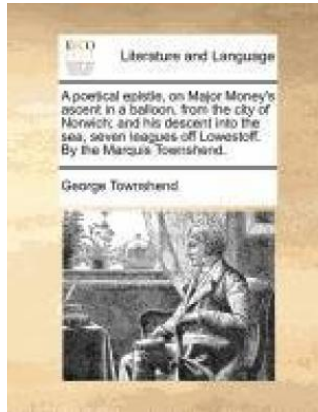 ECCO
Literature and Language
A poetical epistle, on Major Money's
ascent in a balloon, from the city of
Norwich; and his descent into the
sea, seven leagues off Lowestoff.
By the Marquis Townshend.
George Townshend